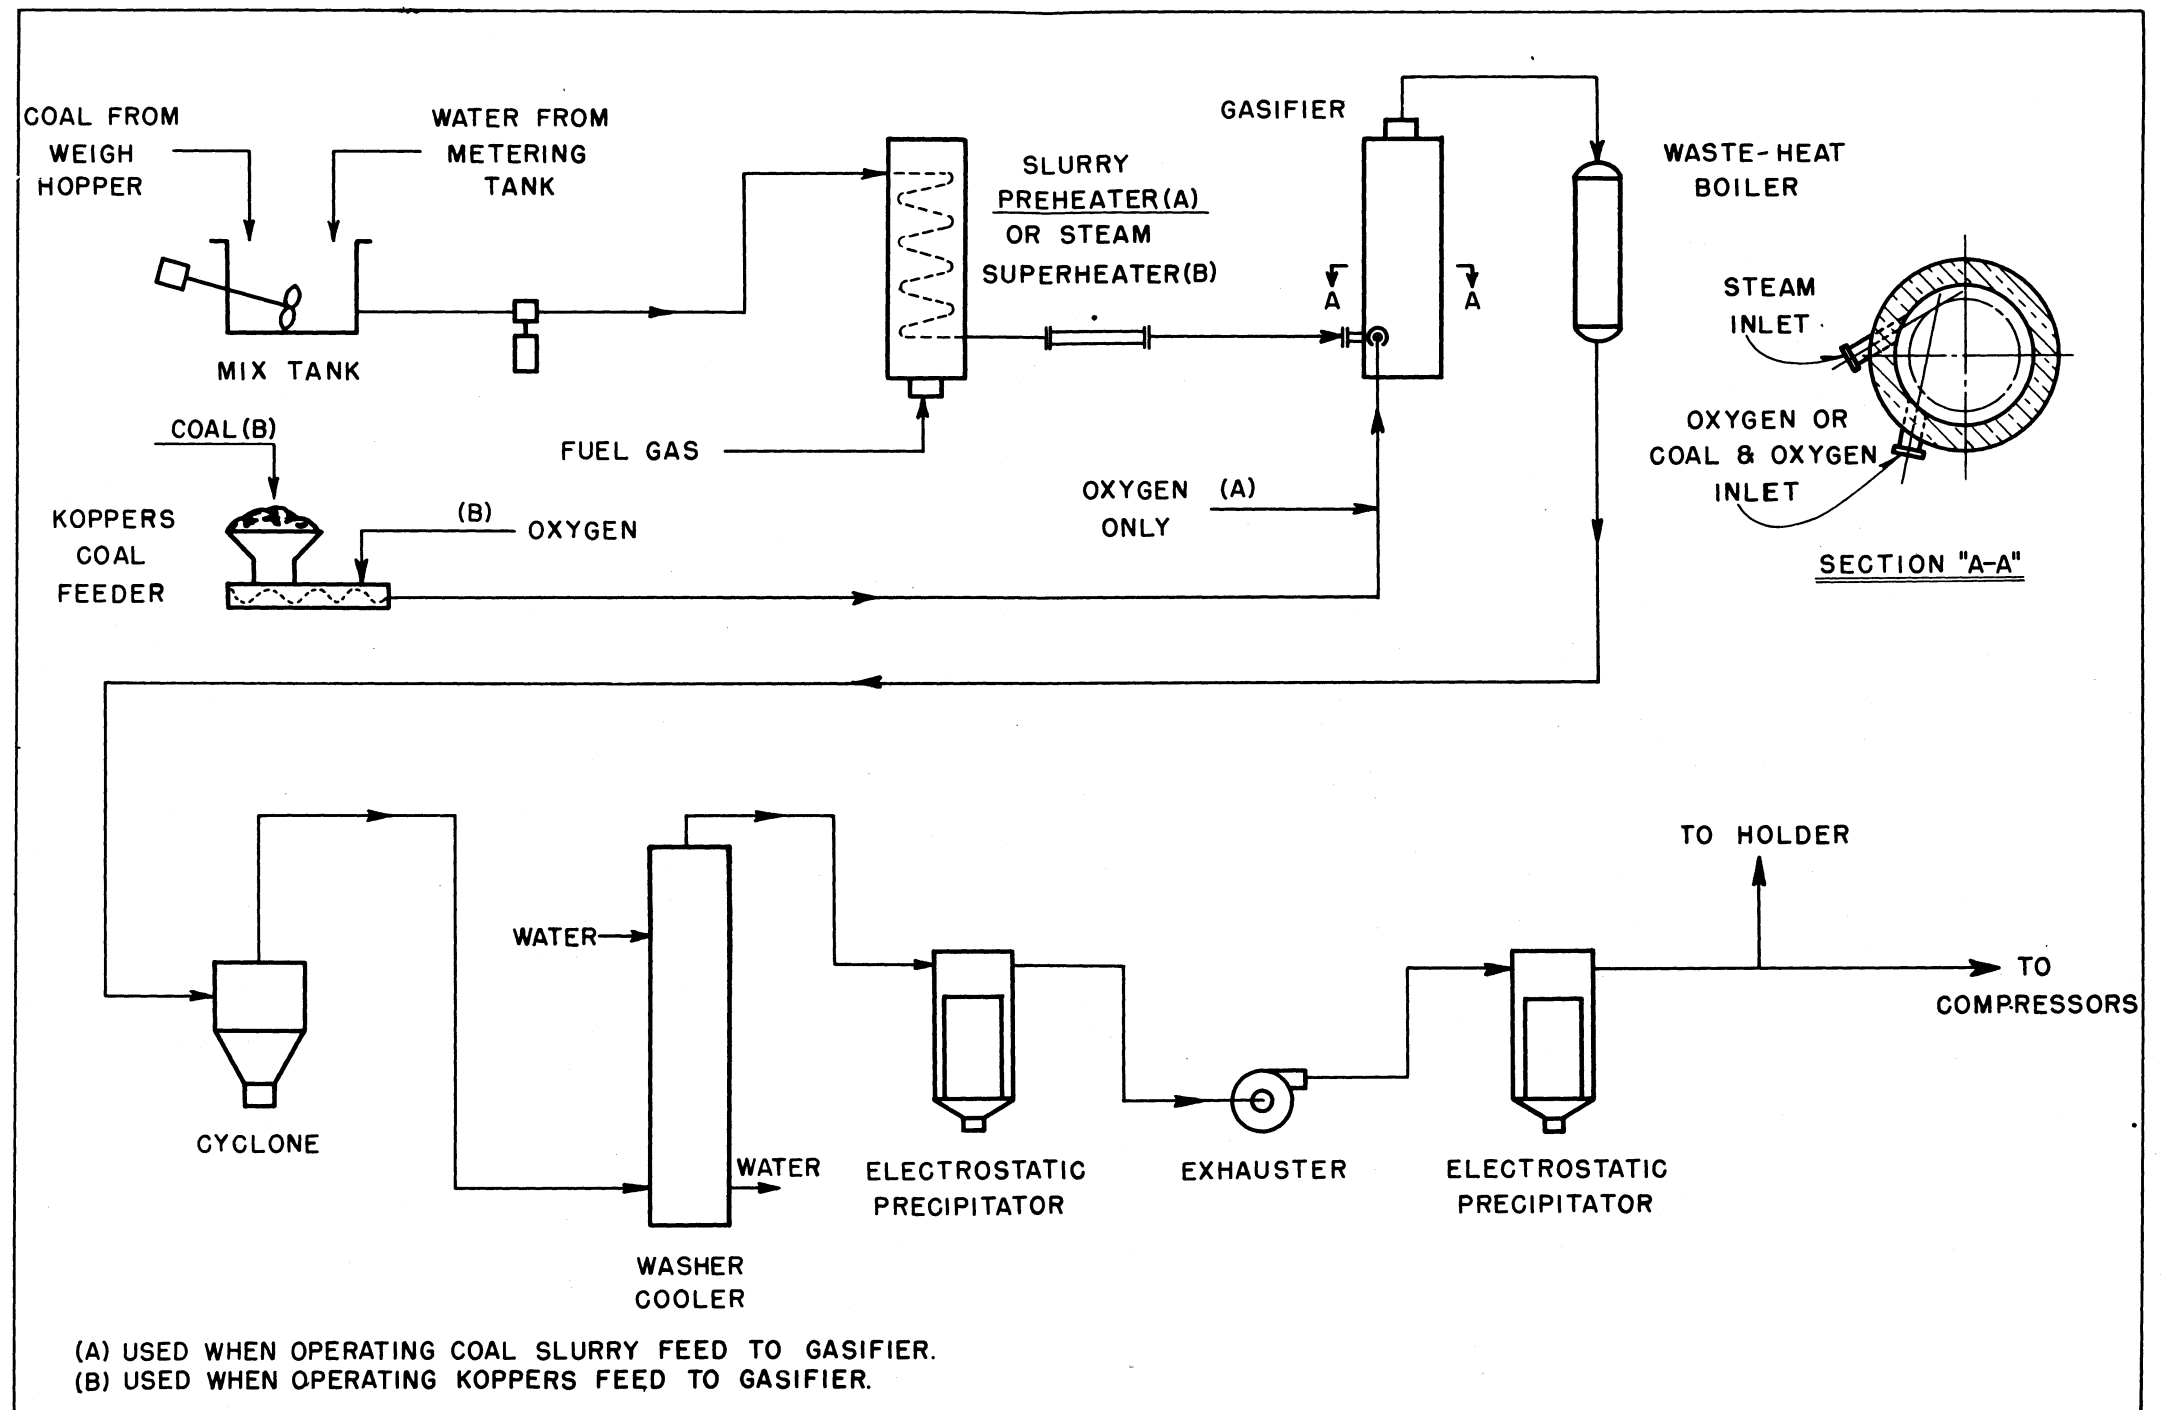 COAL FROM
WEIGH
HOPPER
WATER FROM
METERING
TANK
MIX TANK
SLURRY
PREHEATER(A)
OR STEAM
SUPERHEATER(B)
GASIFIER
A
A
WASTE-HEAT
BOILER
STEAM
INLET
OXYGEN OR
COAL & OXYGEN
INLET
SECTION "A-A"
COAL(B)
FUEL GAS
KOPPERS
COAL
FEEDER
(B)
OXYGEN
OXYGEN (A)
ONLY
TO HOLDER
WATER
TO
COMPRESSORS
CYCLONE
WATER
WASHER
COOLER
ELECTROSTATIC
PRECIPITATOR
EXHAUSTER
ELECTROSTATIC
PRECIPITATOR
(A) USED WHEN OPERATING COAL SLURRY FEED TO GASIFIER.
(B) USED WHEN OPERATING KOPPERS FEED TO GASIFIER.